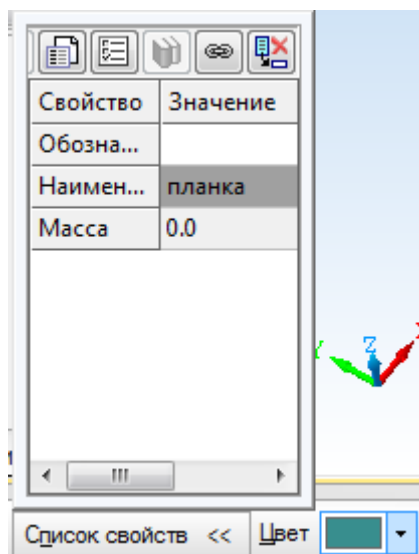 Свойство Значение
Обозна...
Наимен... планка
Масса 0.0
Z
Список свойств << Цвет